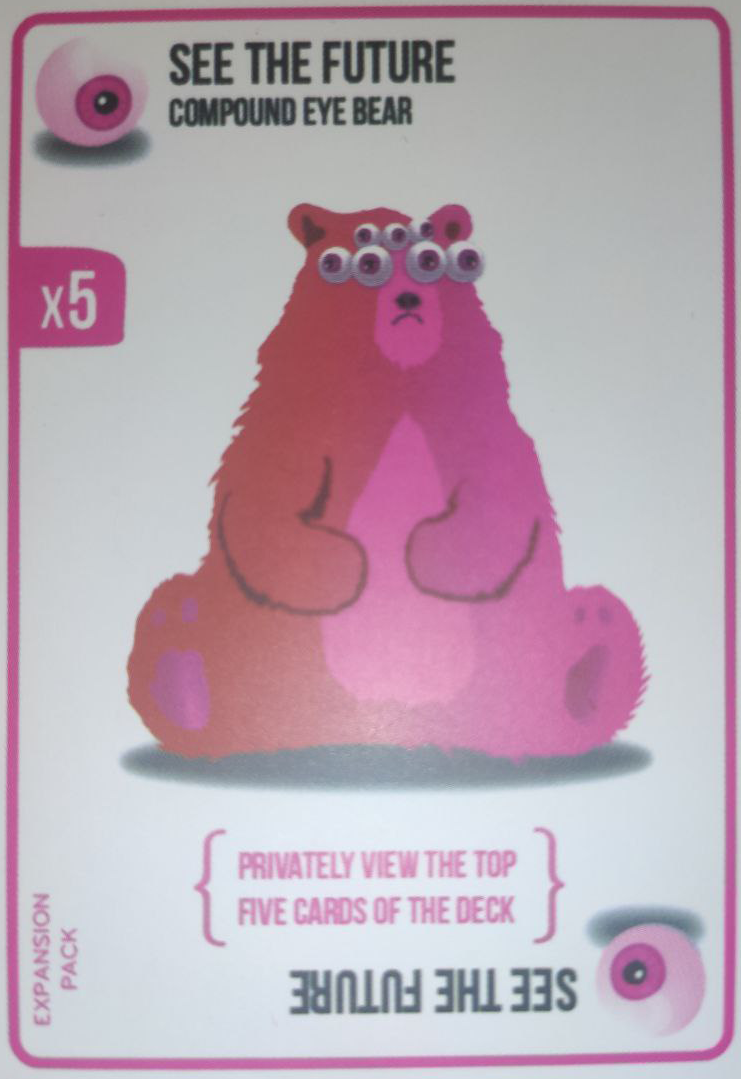 SEE THE FUTURE
COMPOUND EYE BEAR
x5
PRIVATELY VIEW THE TOP
FIVE CARDS OF THE DECK
EXPANSION
PACK
SEE THE FUTURE